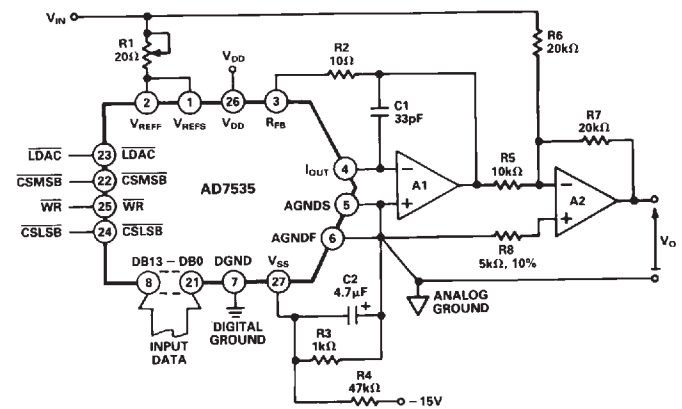 VIN
R1
20Ω
VDD
R2
10Ω
R6
20kΩ
C1
33pF
R7
20kΩ
2
1
26
3
VREFF
VREFS
VDD
RFB
LDAC
23
LDAC
CSMSB
22
CSMSB
WR
25
WR
CSLSB
24
CSLSB
AD7535
IOUT
4
AGNDS
5
AGNDF
6
−
+
A1
R5
10kΩ
−
+
A2
R8
5kΩ, 10%
VO
DB13 – DB0
DGND
VSS
8
21
7
27
INPUT
DATA
DIGITAL
GROUND
C2
4.7μF
+
ANALOG
GROUND
R3
1kΩ
R4
47kΩ
−15V